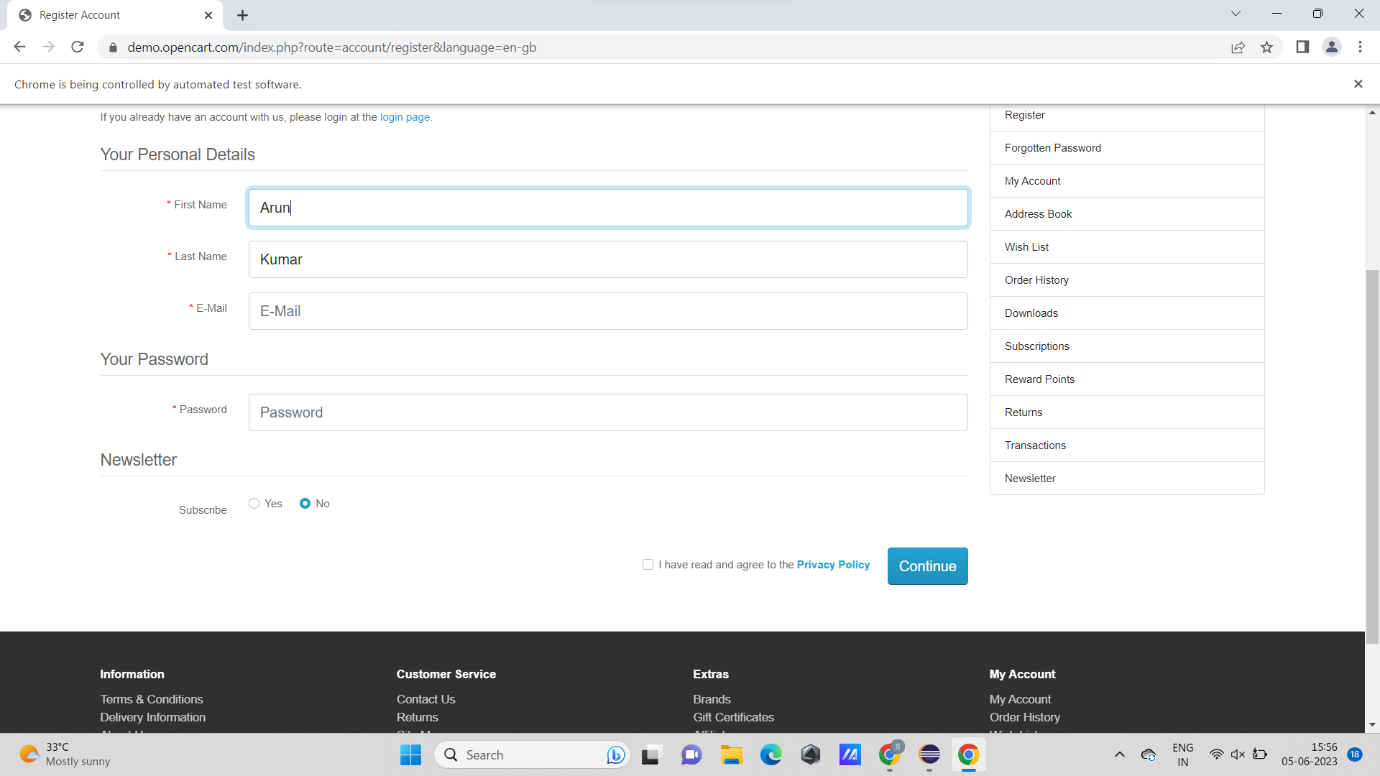 Register Account
demo.opencart.com/index.php?route=account/register&language=en-gb
Chrome is being controlled by automated test software.
If you already have an account with us, please login at the login page.
Your Personal Details
* First Name
Arun
* Last Name
Kumar
* E-Mail
E-Mail
Your Password
* Password
Password
Newsletter
Subscribe
Yes
No
I have read and agree to the Privacy Policy
Continue
Register
Forgotten Password
My Account
Address Book
Wish List
Order History
Downloads
Subscriptions
Reward Points
Returns
Transactions
Newsletter
Information
Terms & Conditions
Delivery Information
Customer Service
Contact Us
Returns
Extras
Brands
Gift Certificates
My Account
My Account
Order History
33°C
Mostly sunny
Search
S
ENG
IN
15:56
05-06-2023
18